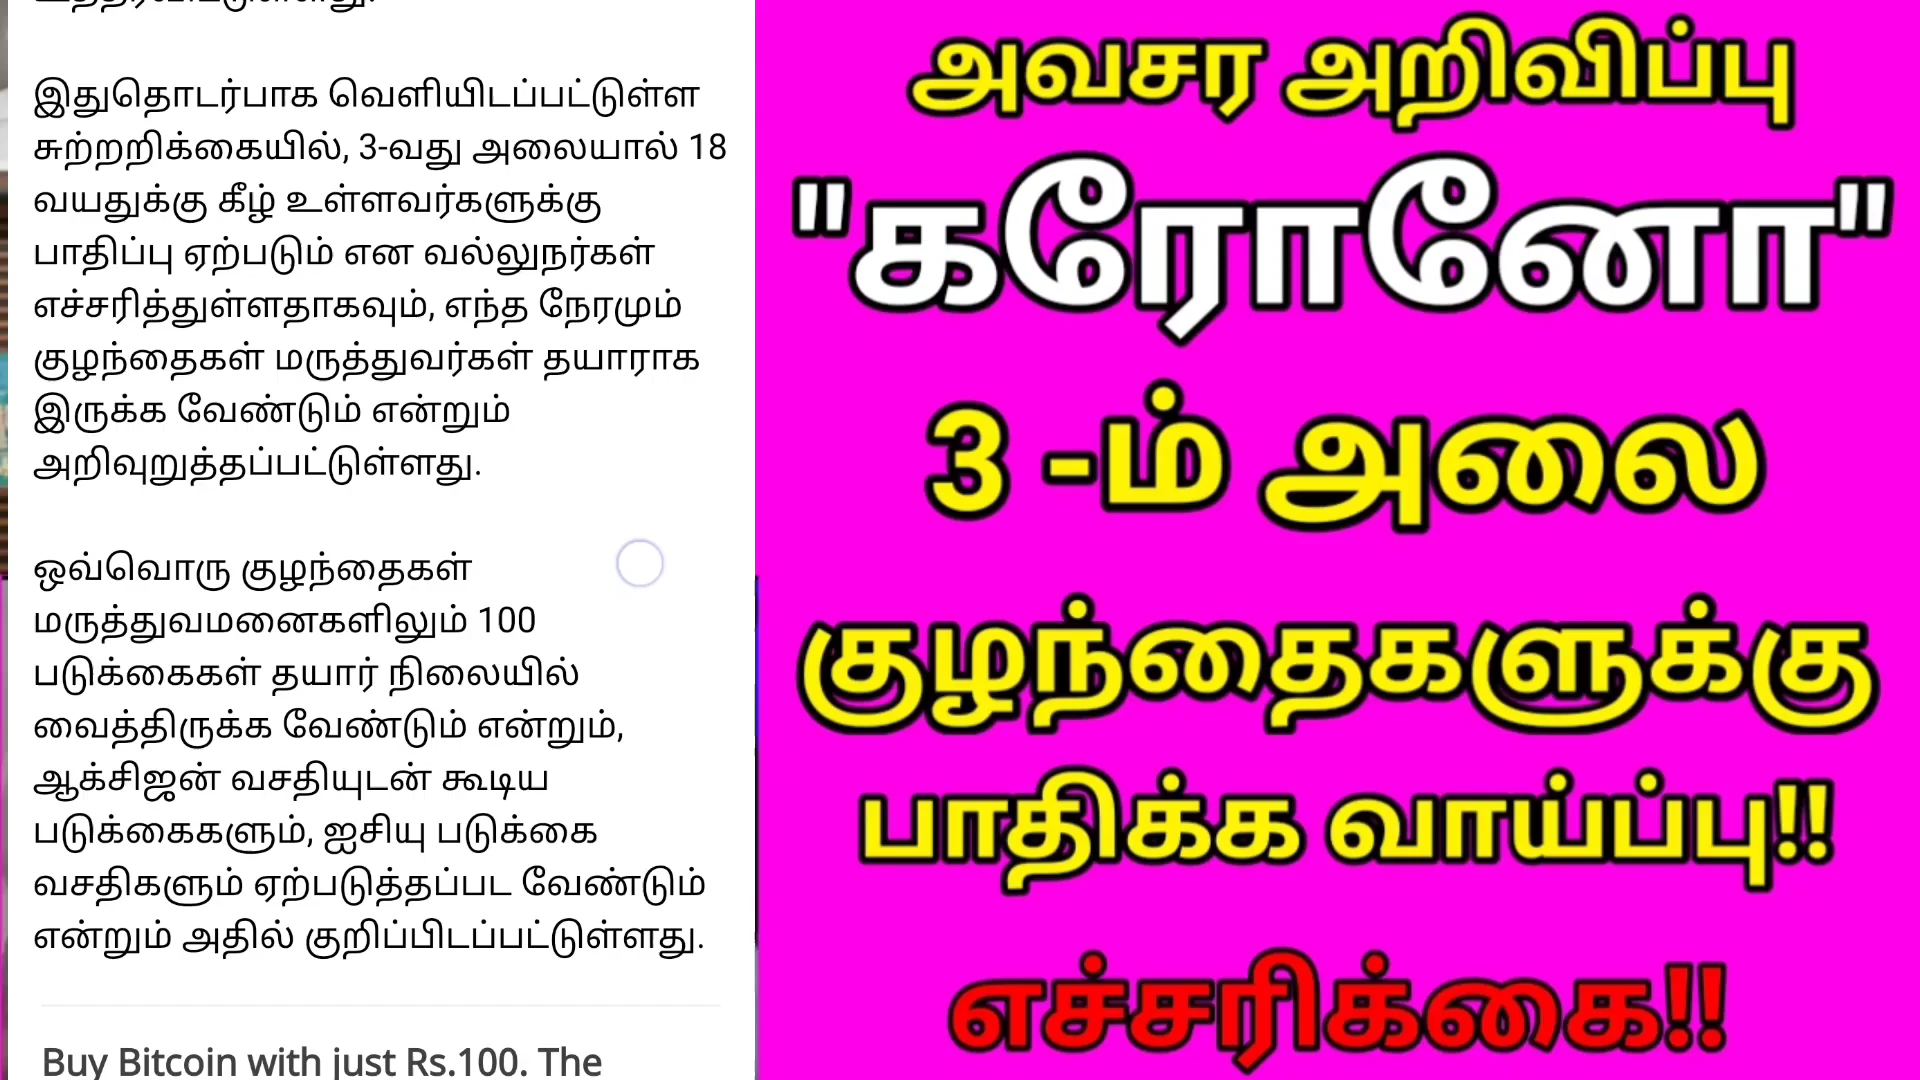 இதுதொடர்பாக வெளியிடப்பட்டுள்ள
சுற்றறிக்கையில், 3-வது அலையால் 18
வயதுக்கு கீழ் உள்ளவர்களுக்கு
பாதிப்பு ஏற்படும் என வல்லுநர்கள்
எச்சரித்துள்ளதாகவும், எந்த நேரமும்
குழந்தைகள் மருத்துவர்கள் தயாராக
இருக்க வேண்டும் என்றும்
அறிவுறுத்தப்பட்டுள்ளது.
ஒவ்வொரு குழந்தைகள்
மருத்துவமனைகளிலும் 100
படுக்கைகள் தயார் நிலையில்
வைத்திருக்க வேண்டும் என்றும்,
ஆக்சிஜன் வசதியுடன் கூடிய
படுக்கைகளும், ஐசியு படுக்கை
வசதிகளும் ஏற்படுத்தப்பட வேண்டும்
என்றும் அதில் குறிப்பிடப்பட்டுள்ளது.
Buy Bitcoin with just Rs.100. The
அவசர அறிவிப்பு
"கரோனோ"
3 -ம் அலை
குழந்தைகளுக்கு
பாதிக்க வாய்ப்பு!!
எச்சரிக்கை!!